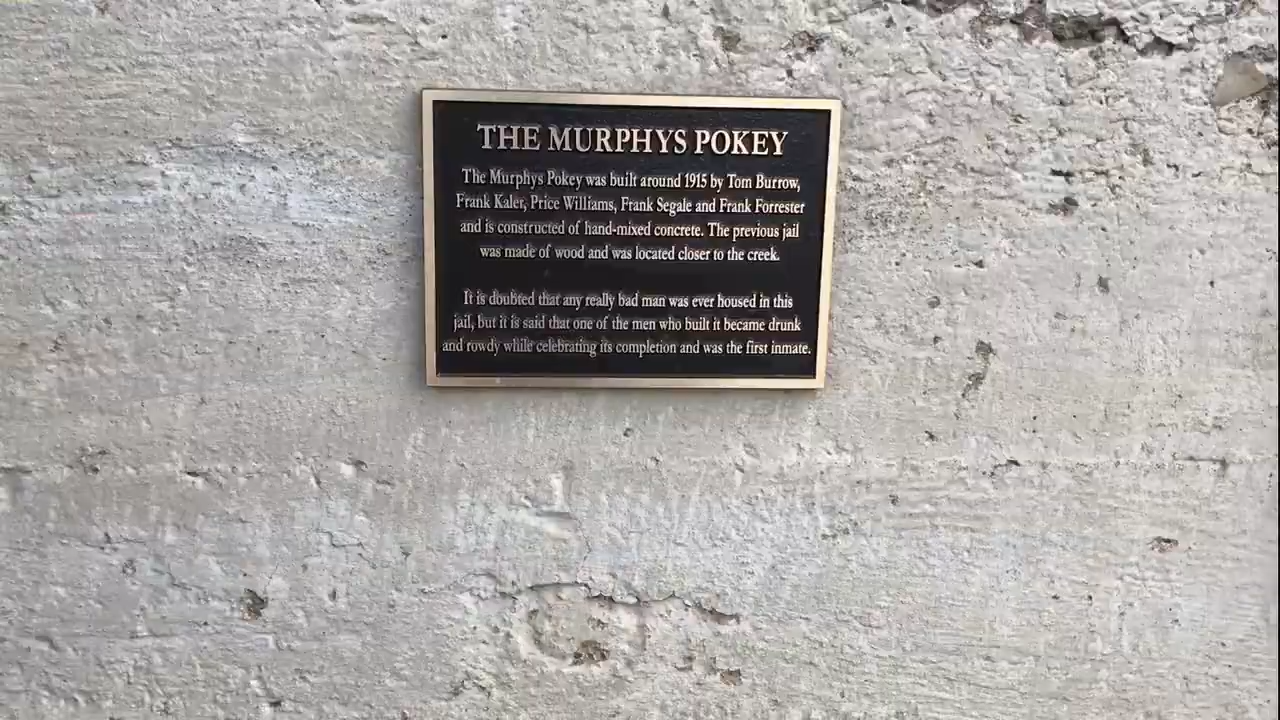 THE MURPHYS POKEY
The Murphys Pokey was built around 1915 by Tom Burrow,
Frank Kaler, Price Williams, Frank Segale and Frank Forrester
and is constructed of hand-mixed concrete. The previous jail
was made of wood and was located closer to the creek.
It is doubted that any really bad man was ever housed in this
jail, but it is said that one of the men who built it became drunk
and rowdy while celebrating its completion and was the first inmate.